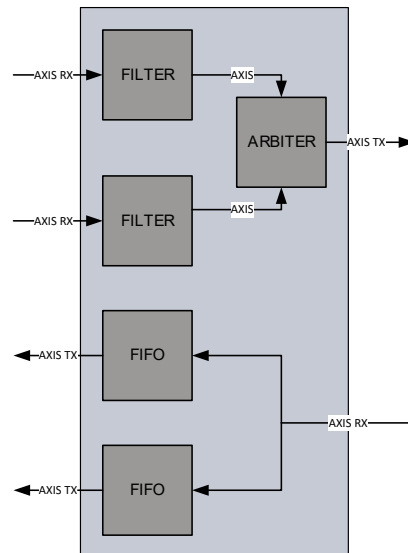 AXIS RX
FILTER
AXIS
ARBITER
AXIS TX
AXIS RX
FILTER
AXIS
AXIS TX
FIFO
AXIS RX
AXIS TX
FIFO